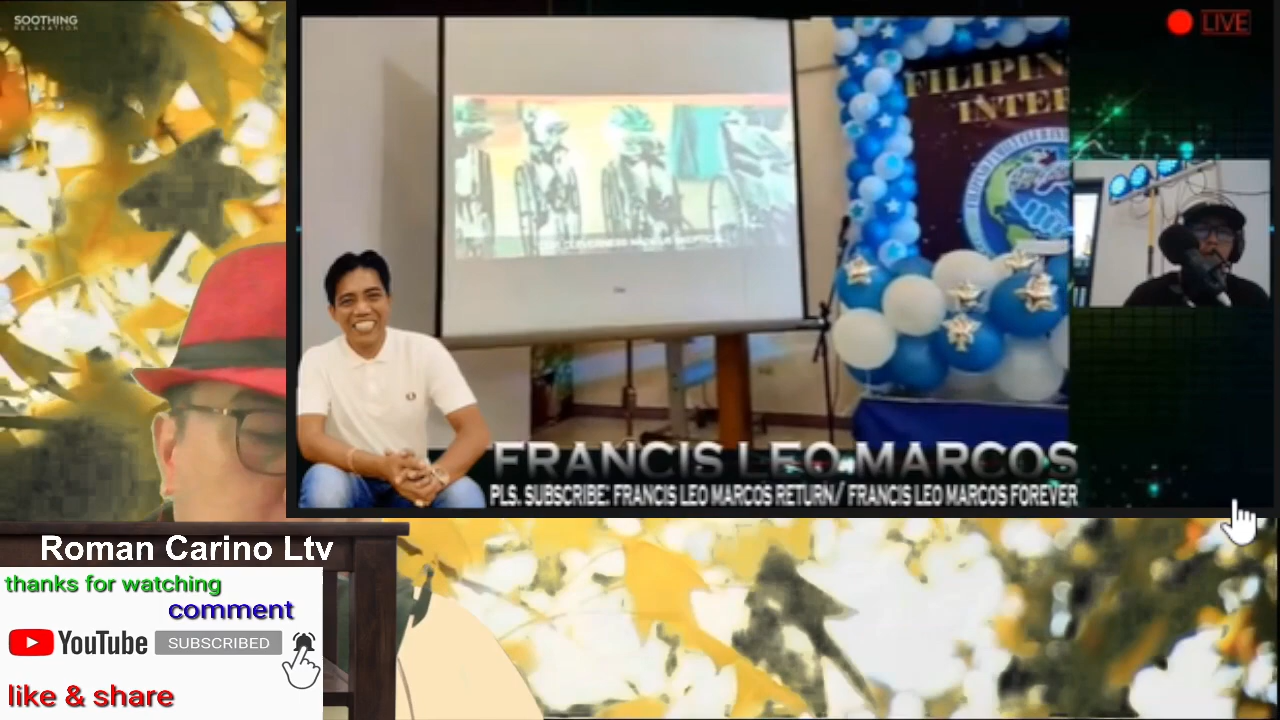 SOOTHING
RELAXATION
LIVE
FILIPIN
INTER
FRANCIS LEO MARCOS
PLS. SUBSCRIBE: FRANCIS LEO MARCOS RETURN/ FRANCIS LEO MARCOS FOREVER
Roman Carino Ltv
thanks for watching
comment
YouTube SUBSCRIBED
like & share